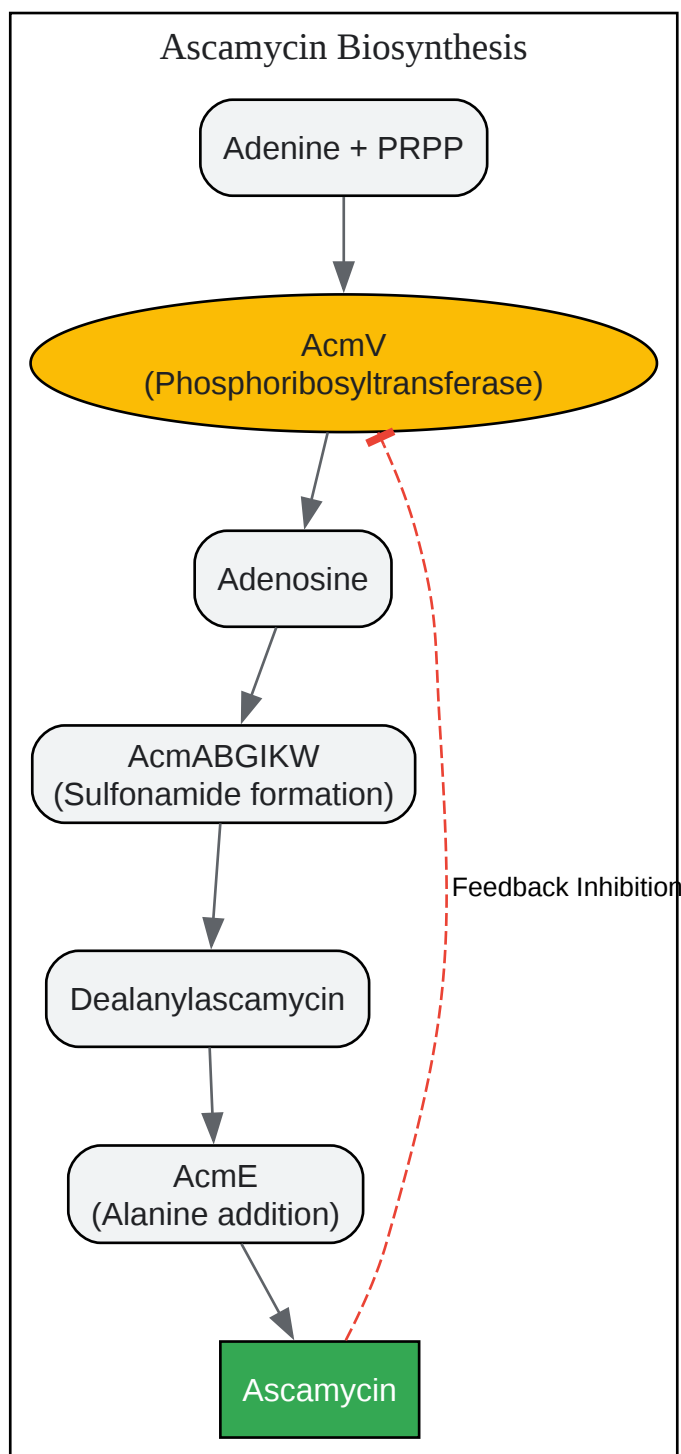 Ascamycin Biosynthesis
Adenine + PRPP
AcmV
(Phosphoribosyltransferase)
Adenosine
AcmABGIKW
(Sulfonamide formation)
Feedback Inhibition
Dealanylascamycin
AcmE
(Alanine addition)
Ascamycin